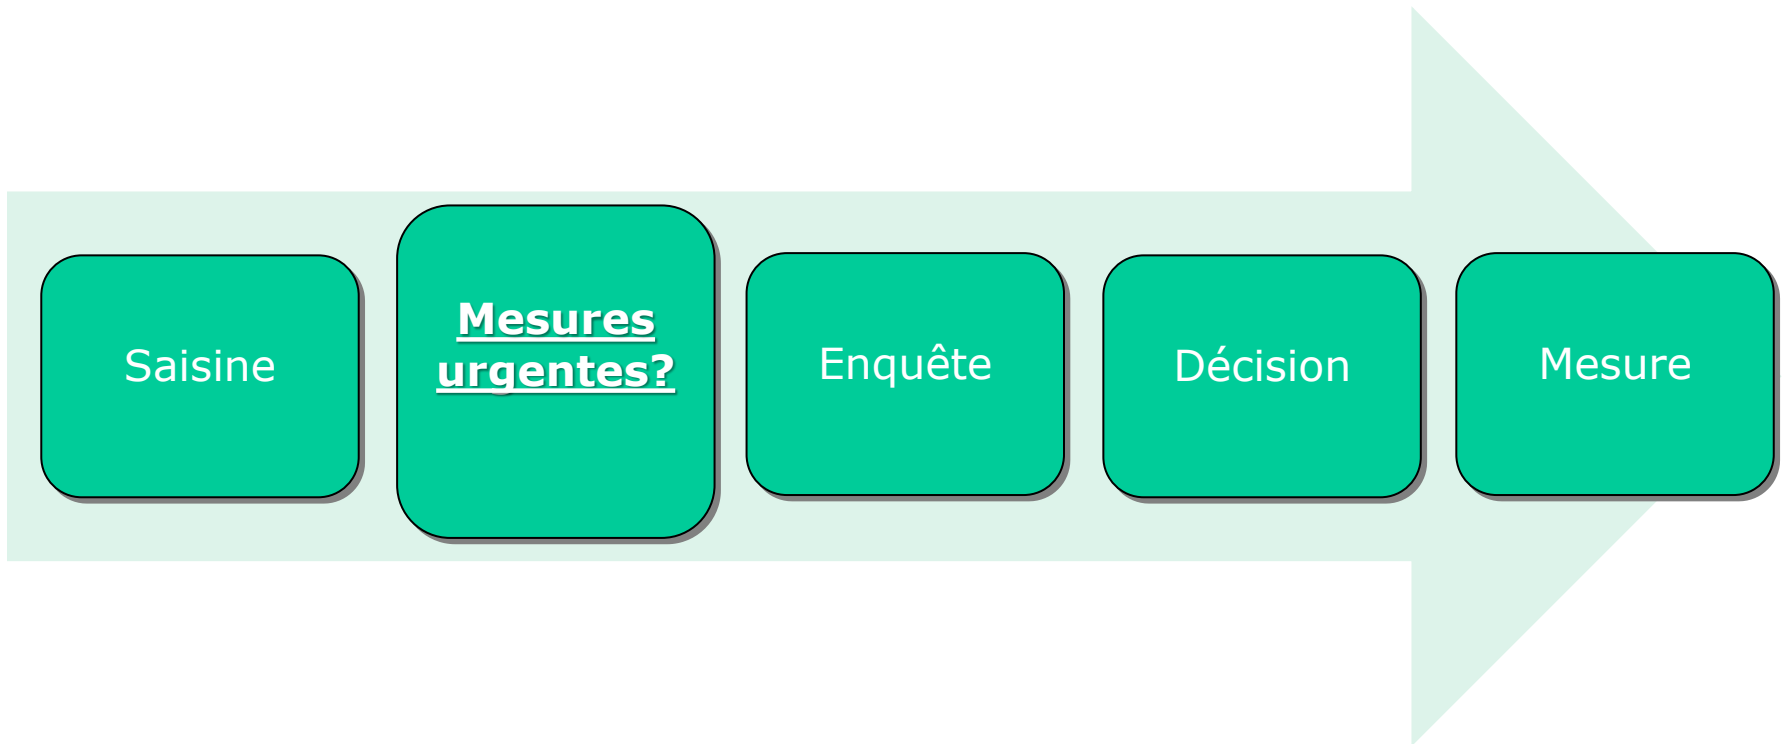 Saisine
Mesures
urgentes?
Enquête
Décision
Mesure